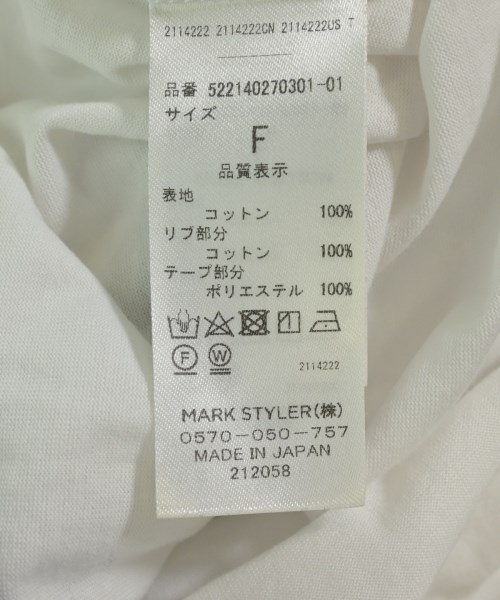 2114222 2114222CN 2114222US T
品番 522140270301-01
サイズ
F
品質表示
表地
コットン 100%
リブ部分
コットン 100%
テープ部分
ポリエステル 100%
F W
2114222
MARK STYLER(株)
0570-050-757
MADE IN JAPAN
212058